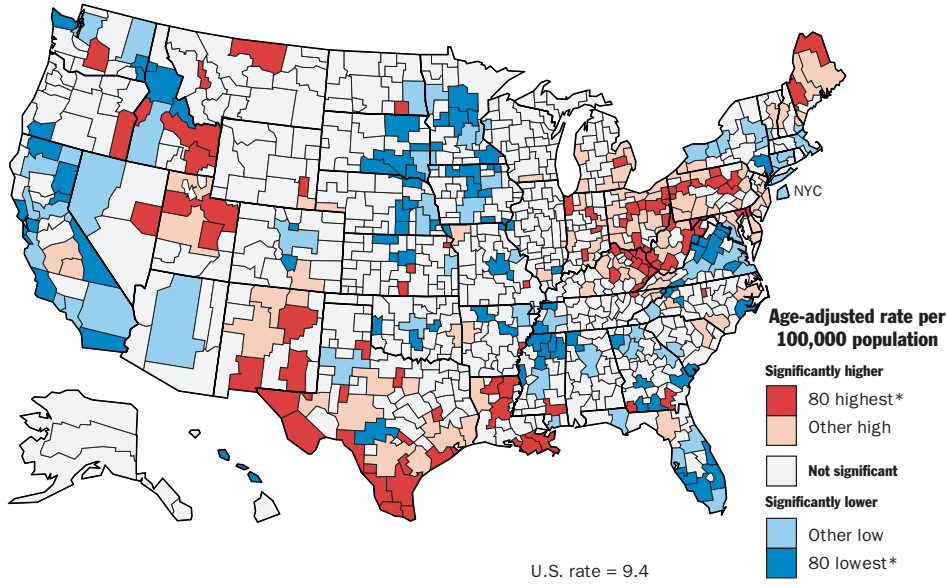 NYC
Age-adjusted rate per
100,000 population
Significantly higher
80 highest*
Other high
Not significant
Significantly lower
Other low
80 lowest*
U.S. rate = 9.4